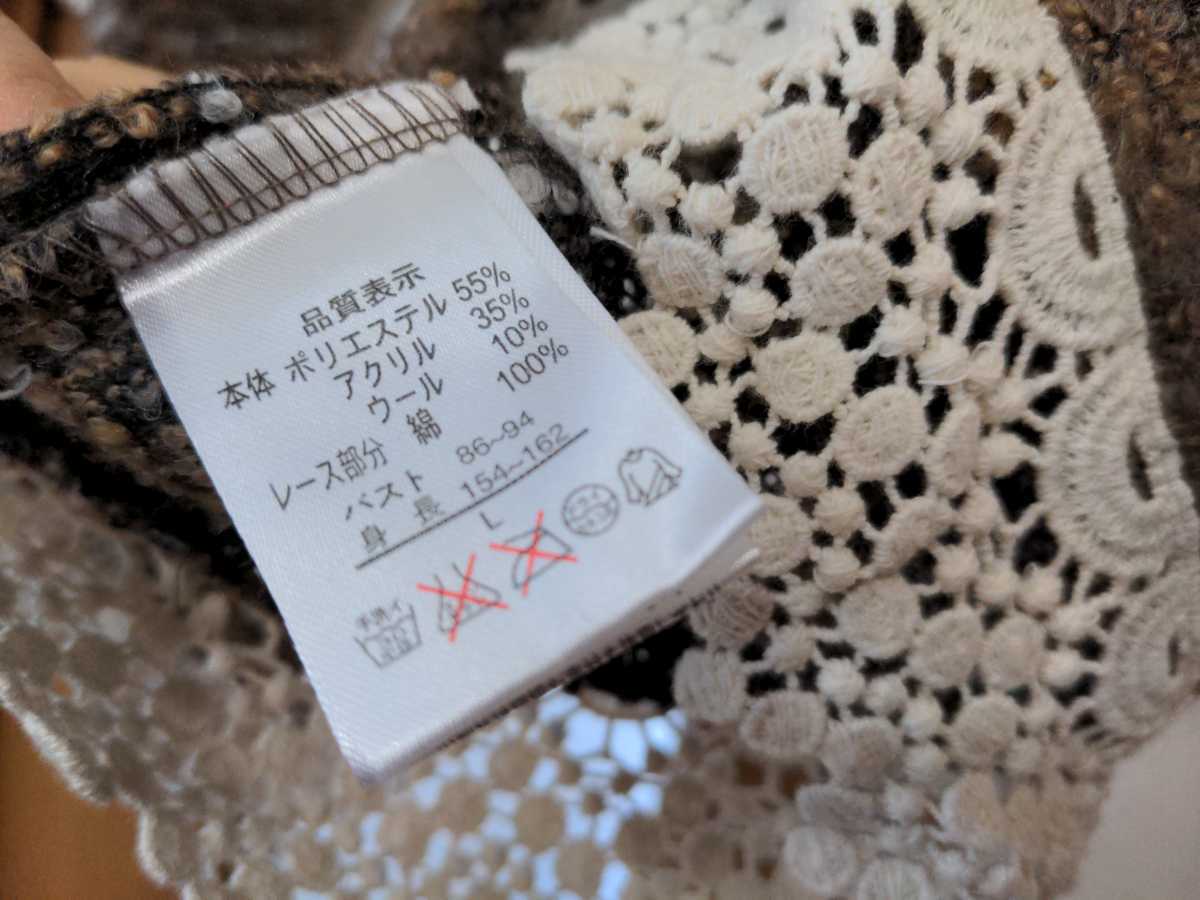 品質表示
本体 ポリエステル 55%
アクリル 35%
ウール 10%
レース部分 綿 100%
バスト 86~94
身長 154~162
L
手洗イ
30